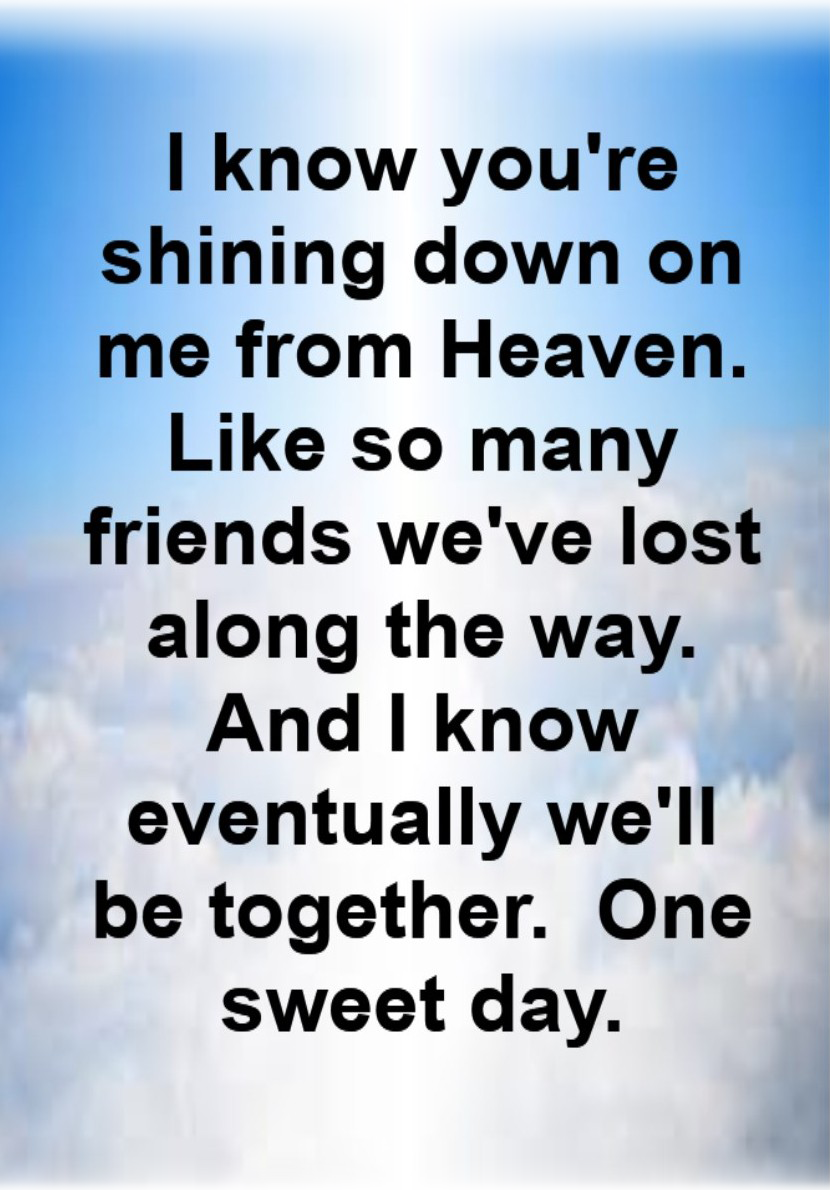 I know you're
shining down on
me from Heaven.
Like so many
friends we've lost
along the way.
And I know
eventually we'll
be together.  One
sweet day.